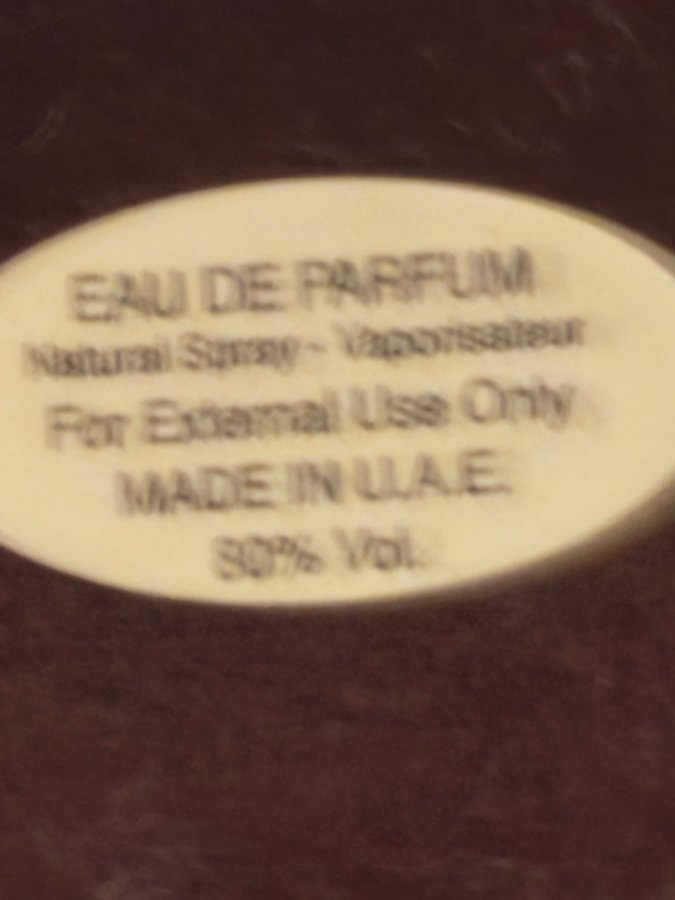 EAU DE PARFUM
Natural Spray - Vaporisateur
For External Use Only
MADE IN U.A.E.
80% Vol.